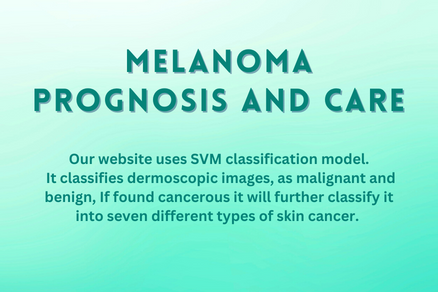 MELANOMA
PROGNOSIS AND CARE
Our website uses SVM classification model.
It classifies dermoscopic images, as malignant and
benign, If found cancerous it will further classify it
into seven different types of skin cancer.